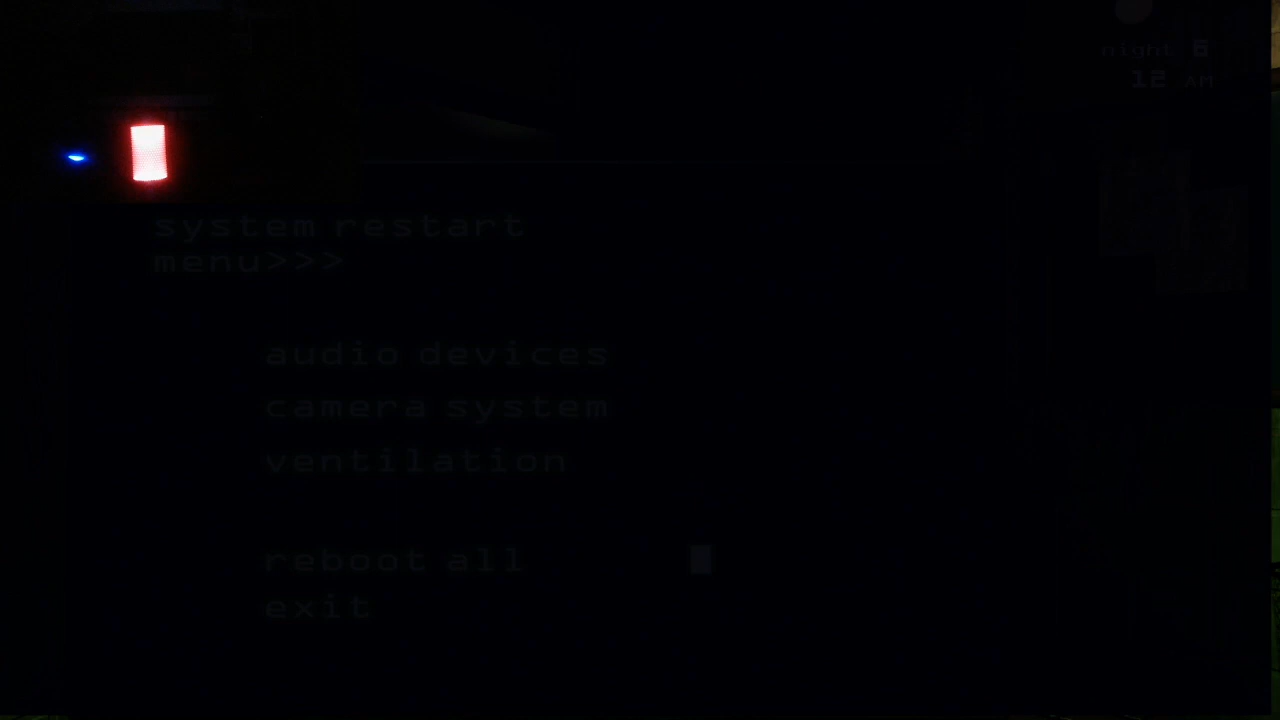 night 6
12 AM
system restart
menu>>>
audio devices
camera system
ventilation
reboot all
exit